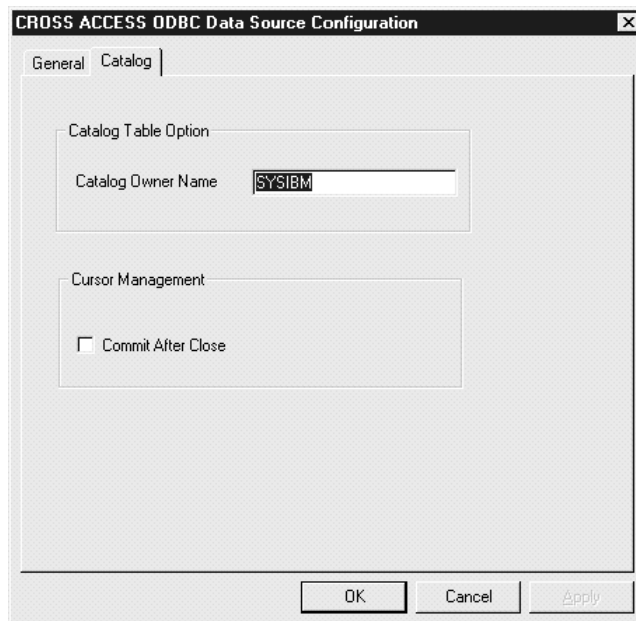 CROSS ACCESS ODBC Data Source Configuration
General Catalog
Catalog Table Option
Catalog Owner Name SYSIBM
Cursor Management
Commit After Close
OK Cancel Apply